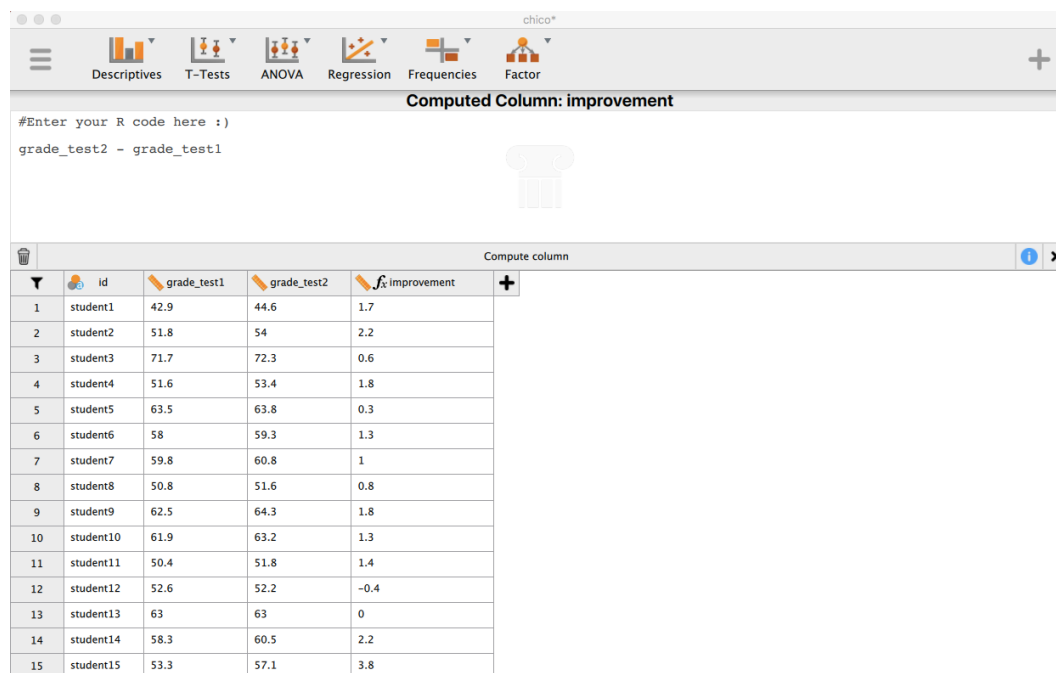 chico*
Descriptives T-Tests ANOVA Regression Frequencies Factor
Computed Column: improvement
#Enter your R code here :)
grade_test2 - grade_test1
Compute column
id grade_test1 grade_test2 fx improvement
1 student1 42.9 44.6 1.7
2 student2 51.8 54 2.2
3 student3 71.7 72.3 0.6
4 student4 51.6 53.4 1.8
5 student5 63.5 63.8 0.3
6 student6 58 59.3 1.3
7 student7 59.8 60.8 1
8 student8 50.8 51.6 0.8
9 student9 62.5 64.3 1.8
10 student10 61.9 63.2 1.3
11 student11 50.4 51.8 1.4
12 student12 52.6 52.2 -0.4
13 student13 63 63 0
14 student14 58.3 60.5 2.2
15 student15 53.3 57.1 3.8